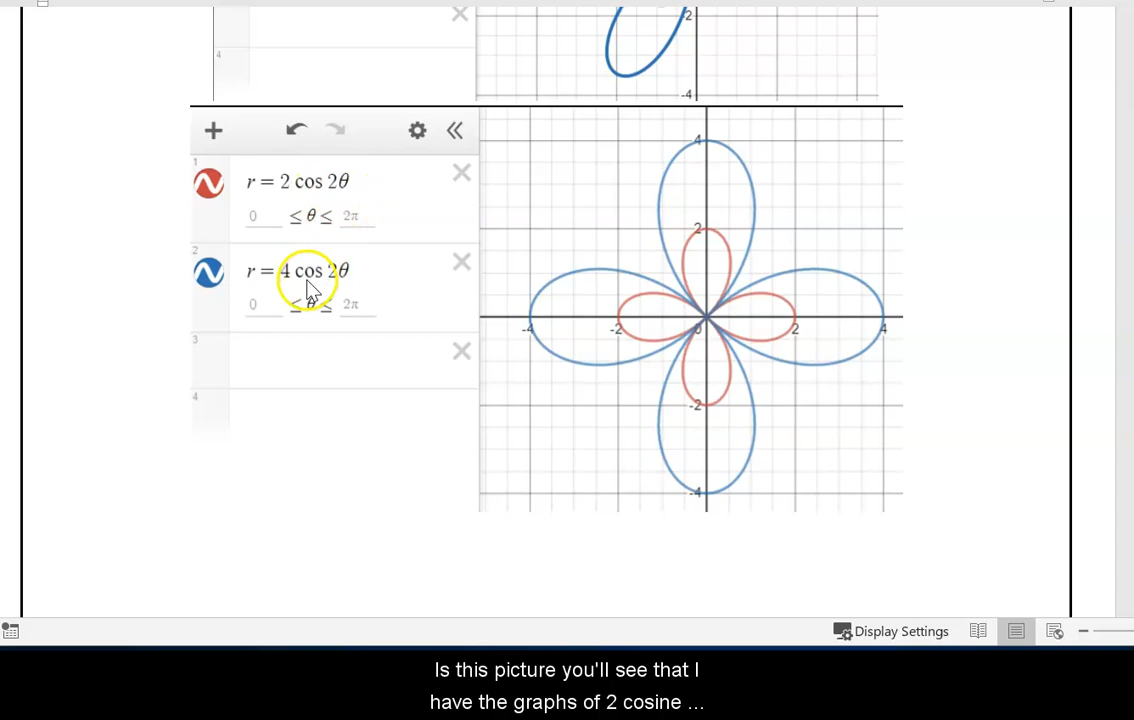 2
4
-4
1
r = 2 cos 2θ
0 ≤ θ ≤ 2π
2
r = 4 cos 2θ
0 ≤ θ ≤ 2π
3
4
4
2
-4 -2 0 2 4
-2
-4
Display Settings
Is this picture you'll see that I
have the graphs of 2 cosine ...